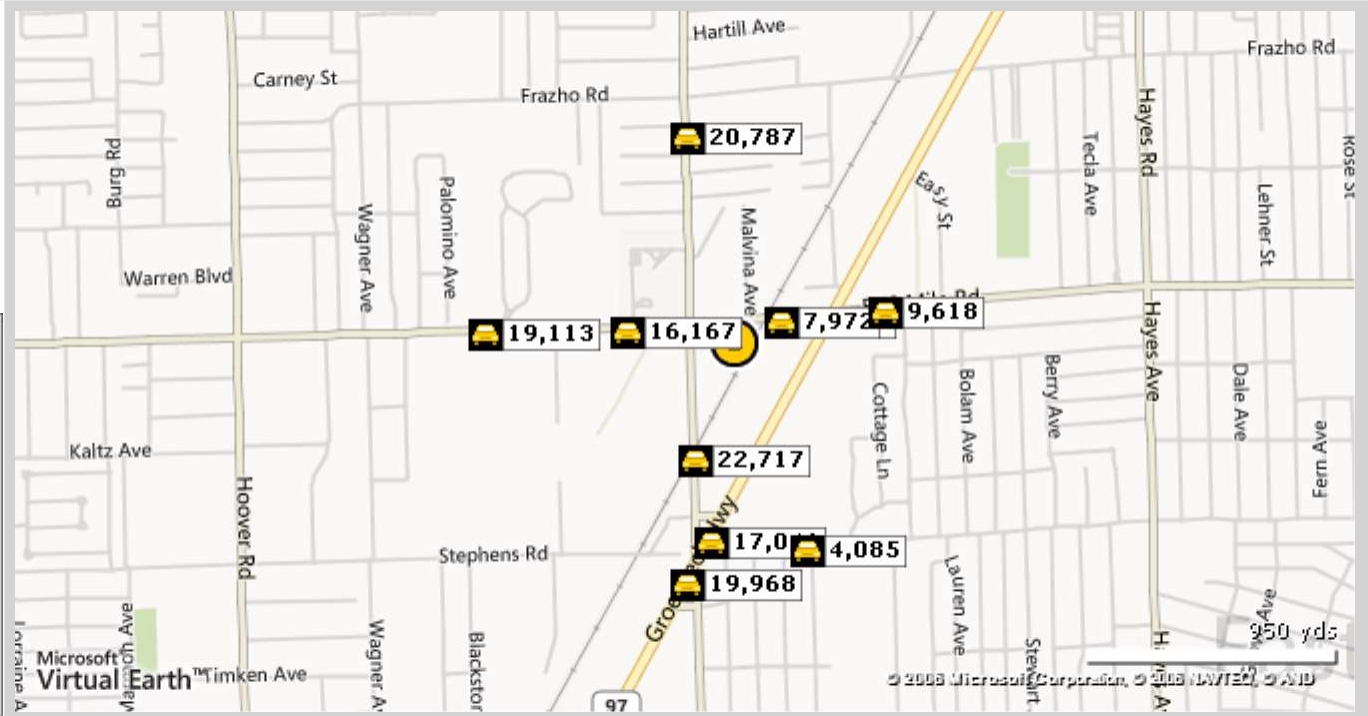 Hartill Ave
Frazho Rd
Carney St
Frazho Rd
Hayes Rd
20,787
Burg Rd
Tecla Ave
Rose St
Palomino Ave
Easy St
Wagner Ave
Malvina Ave
Lehner St
Warren Blvd
19,113
16,167
7,972
9,618
Hayes Ave
Cottage Ln
Bolam Ave
Berry Ave
Dale Ave
Kaltz Ave
Fern Ave
22,717
Hoover Rd
Stephens Rd
17,0
4,085
19,968
Lauren Ave
950 yds
Wagner
Stewart
Microsoft
Virtual Earth™
Timken Ave
© 2006 Microsoft Corporation, © 2006 NAVTEQ, © AND
97